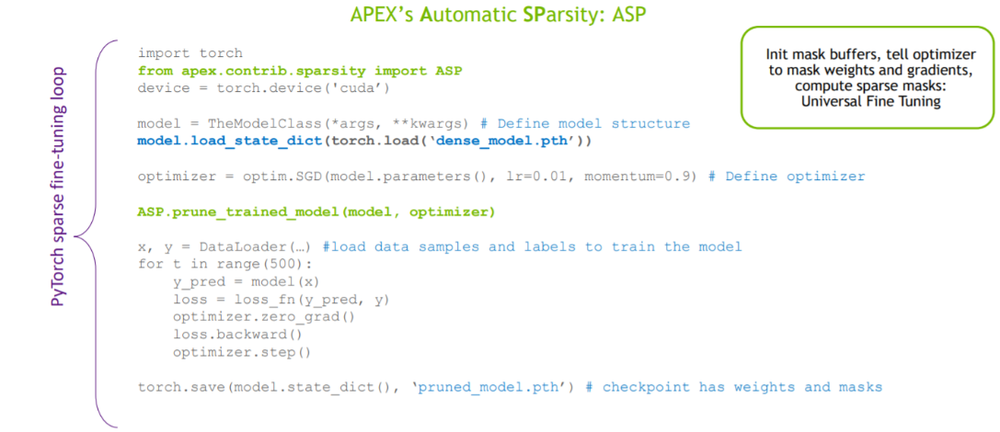 APEX's Automatic SParsity: ASP
PyTorch sparse fine-tuning loop
import torch
from apex.contrib.sparsity import ASP
device = torch.device('cuda’)
model = TheModelClass(*args, **kwargs) # Define model structure
model.load_state_dict(torch.load(‘dense_model.pth’))
optimizer = optim.SGD(model.parameters(), lr=0.01, momentum=0.9) # Define optimizer
ASP.prune_trained_model(model, optimizer)
x, y = DataLoader(…) #load data samples and labels to train the model
for t in range(500):
    y_pred = model(x)
    loss = loss_fn(y_pred, y)
    optimizer.zero_grad()
    loss.backward()
    optimizer.step()
torch.save(model.state_dict(), ‘pruned_model.pth’) # checkpoint has weights and masks
Init mask buffers, tell optimizer
to mask weights and gradients,
compute sparse masks:
Universal Fine Tuning